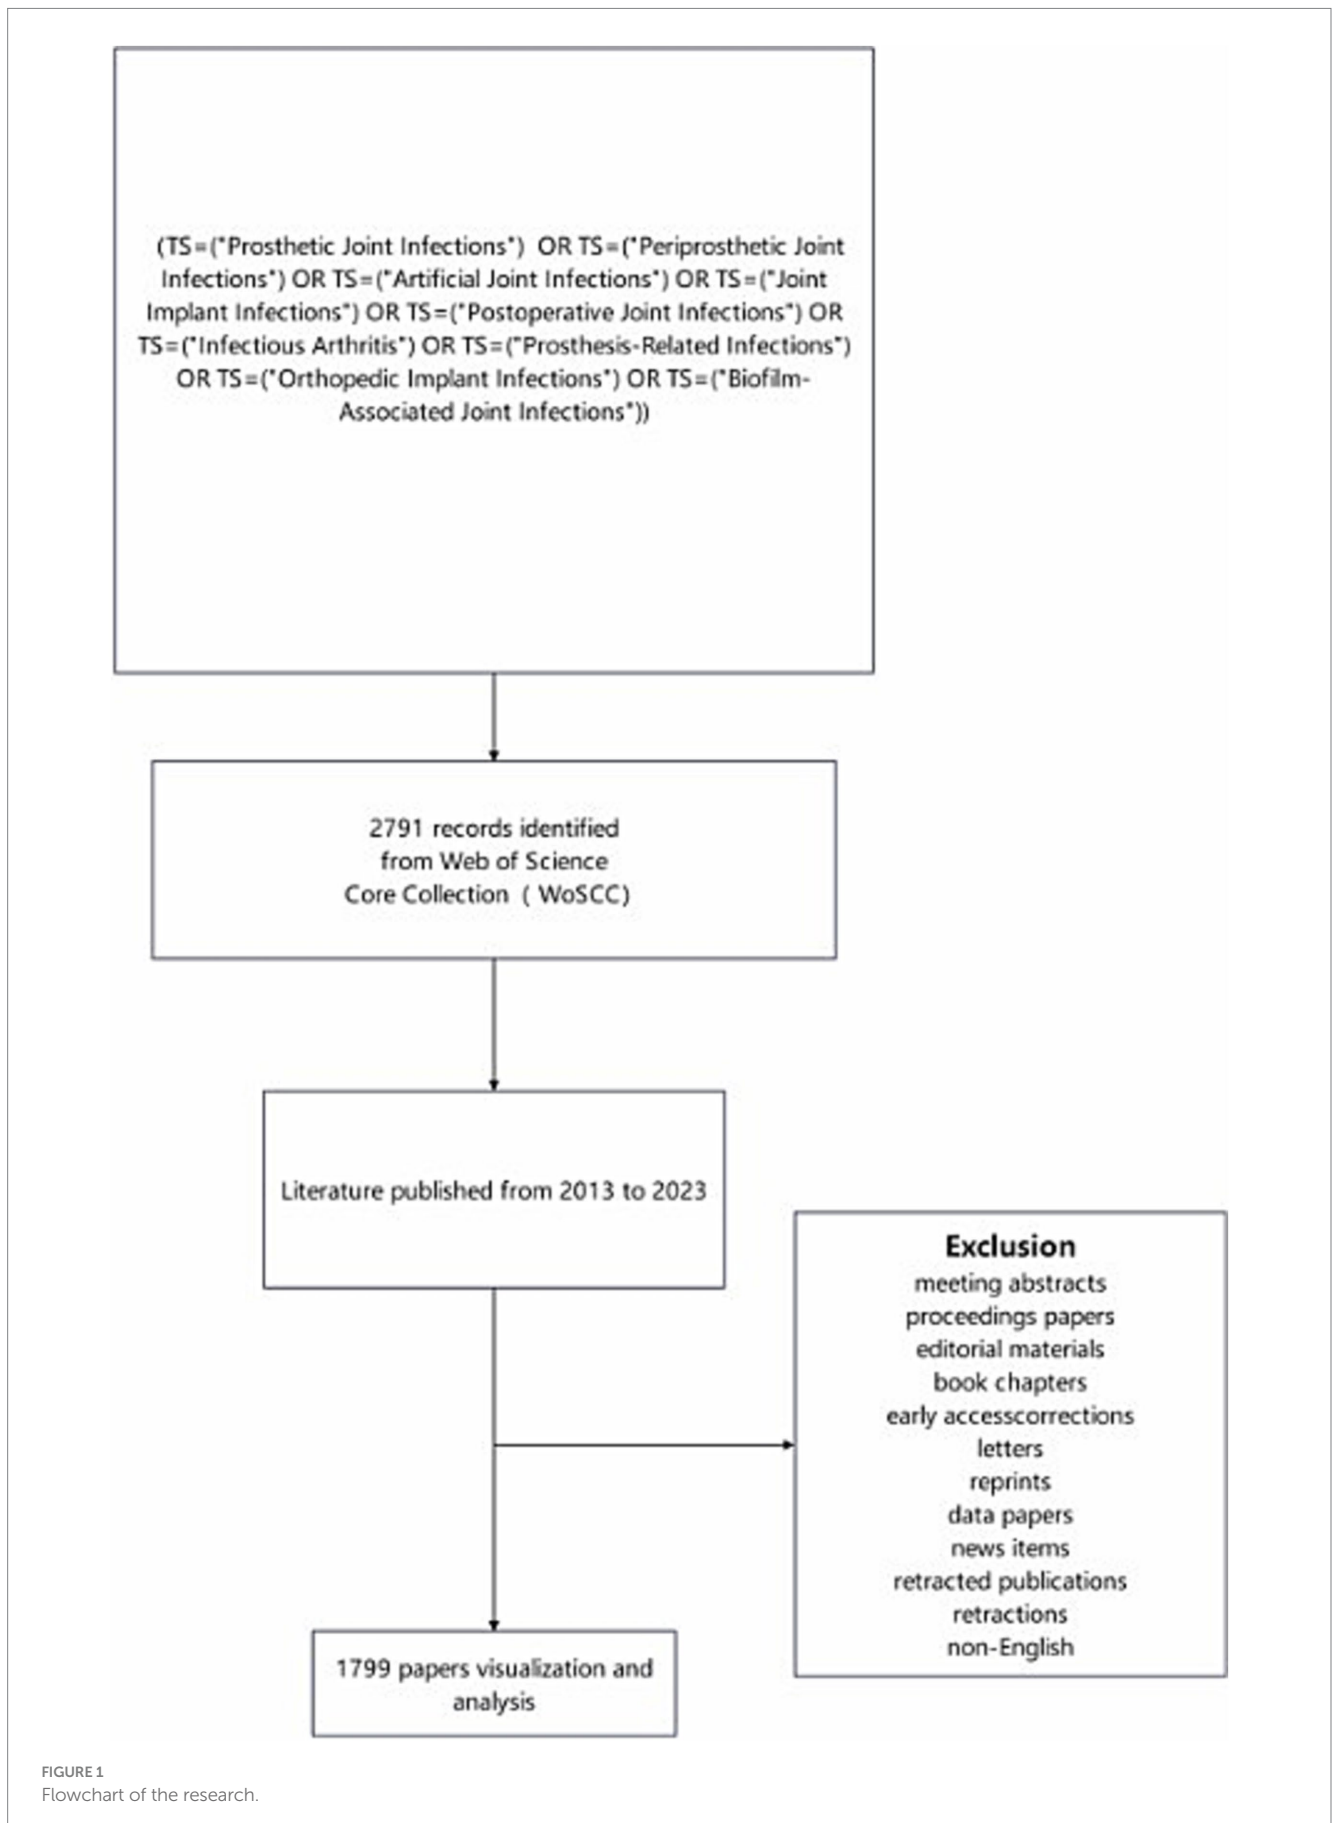 (TS=("Prosthetic Joint Infections") OR TS=("Periprosthetic Joint
Infections") OR TS=("Artificial Joint Infections") OR TS=("Joint
Implant Infections") OR TS=("Postoperative Joint Infections") OR
TS=("Infectious Arthritis") OR TS=("Prosthesis-Related Infections")
OR TS=("Orthopedic Implant Infections") OR TS=("Biofilm-
Associated Joint Infections"))
2791 records identified
from Web of Science
Core Collection ( WoSCC)
Literature published from 2013 to 2023
Exclusion
meeting abstracts
proceedings papers
editorial materials
book chapters
early accesscorrections
letters
reprints
data papers
news items
retracted publications
retractions
non-English
1799 papers visualization and
analysis
FIGURE 1
Flowchart of the research.